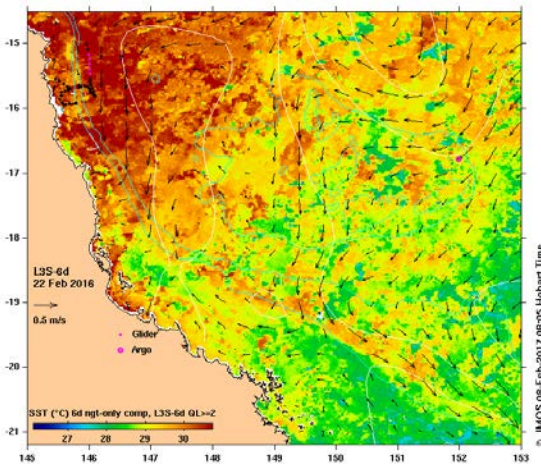 -15
-16
-17
-18
-19
-20
-21
L3S-6d
22 Feb 2016
0.5 m/s
Glider
Argo
SST (°C) 6d ngt-only comp, L3S-6d QL>=2
27 28 29 30
145 146 147 148 149 150 151 152 153
© IMOS 08-Feb-2017 08:05 Hobart Time